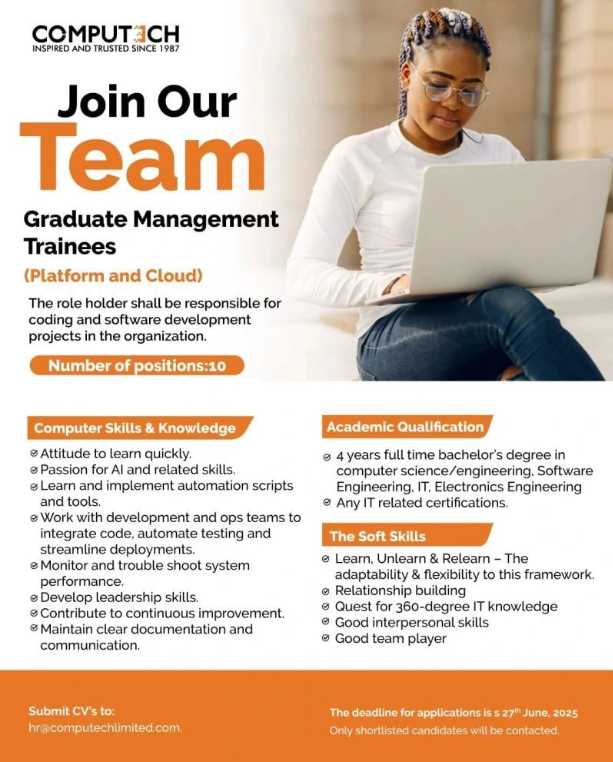 COMPUTECH
INSPIRED AND TRUSTED SINCE 1987
Join Our
Team
Graduate Management
Trainees
(Platform and Cloud)
The role holder shall be responsible for
coding and software development
projects in the organization.
Number of positions:10
Computer Skills & Knowledge
Attitude to learn quickly.
Passion for AI and related skills.
Learn and implement automation scripts
and tools.
Work with development and ops teams to
integrate code, automate testing and
streamline deployments.
Monitor and trouble shoot system
performance.
Develop leadership skills.
Contribute to continuous improvement.
Maintain clear documentation and
communication.
Academic Qualification
4 years full time bachelor's degree in
computer science/engineering, Software
Engineering, IT, Electronics Engineering
Any IT related certifications.
The Soft Skills
Learn, Unlearn & Relearn – The
adaptability & flexibility to this framework.
Relationship building
Quest for 360-degree IT knowledge
Good interpersonal skills
Good team player
Submit CV's to:
hr@computechlimited.com.
The deadline for applications is s 27th June, 2025
Only shortlisted candidates will be contacted.